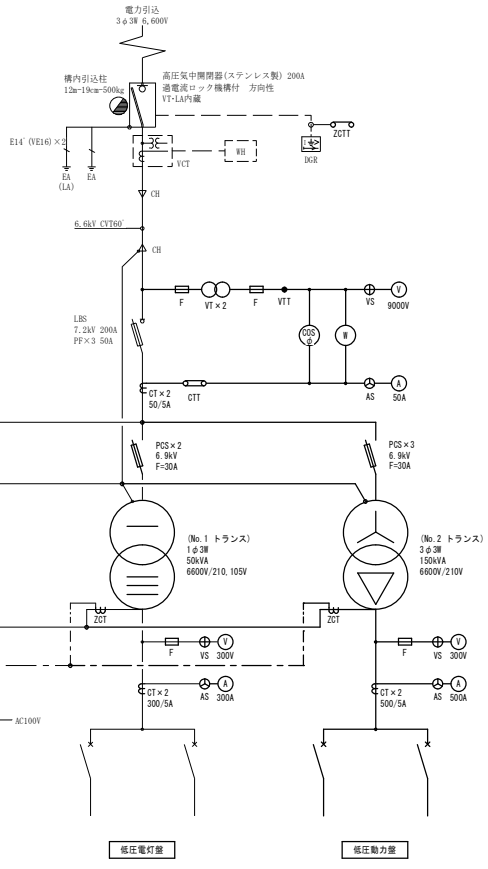 電力引込
3φ3W 6,600V
構内引込柱
12m-19cm-500kg
高圧気中開閉器(ステンレス製) 200A
過電流ロック機構付 方向性
VT・LA内蔵
E14゜(VE16)×2
EA
(LA)
EA
VCT
WH
I
DGR
ZCTT
CH
6.6kV CVT60゜
CH
F
VT×2
F
VTT
VS
V
9000V
LBS
7.2kV 200A
PF×3 50A
COS
φ
W
CT×2
50/5A
CTT
AS
A
50A
PCS×2
6.9kV
F=30A
PCS×3
6.9kV
F=30A
(No.1 トランス)
1φ3W
50kVA
6600V/210,105V
(No.2 トランス)
3φ3W
150kVA
6600V/210V
ZCT
ZCT
F
VS
V
300V
F
VS
V
300V
CT×2
300/5A
AS
A
300A
CT×2
500/5A
AS
A
500A
AC100V
低圧電灯盤
低圧動力盤